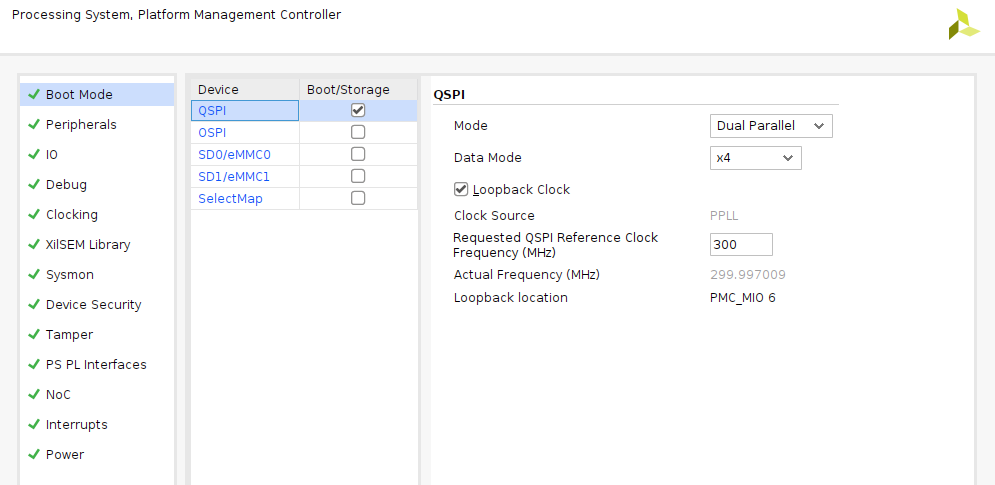 Processing System, Platform Management Controller
Boot Mode
Peripherals
IO
Debug
Clocking
XilSEM Library
Sysmon
Device Security
Tamper
PS PL Interfaces
NoC
Interrupts
Power
Device Boot/Storage
QSPI
OSPI
SD0/eMMC0
SD1/eMMC1
SelectMap
QSPI
Mode Dual Parallel
Data Mode x4
Loopback Clock
Clock Source PPLL
Requested QSPI Reference Clock
Frequency (MHz) 300
Actual Frequency (MHz) 299.997009
Loopback location PMC_MIO 6